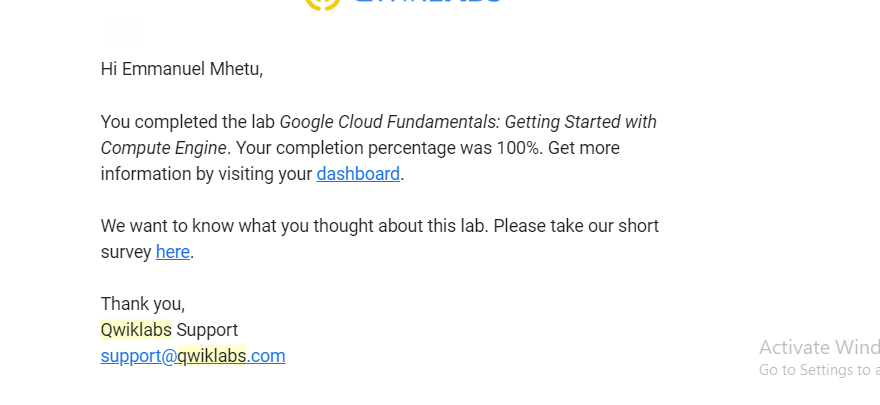 Hi Emmanuel Mhetu,
You completed the lab Google Cloud Fundamentals: Getting Started with
Compute Engine. Your completion percentage was 100%. Get more
information by visiting your dashboard.
We want to know what you thought about this lab. Please take our short
survey here.
Thank you,
Qwiklabs Support
support@qwiklabs.com
Activate Wind
Go to Settings to a